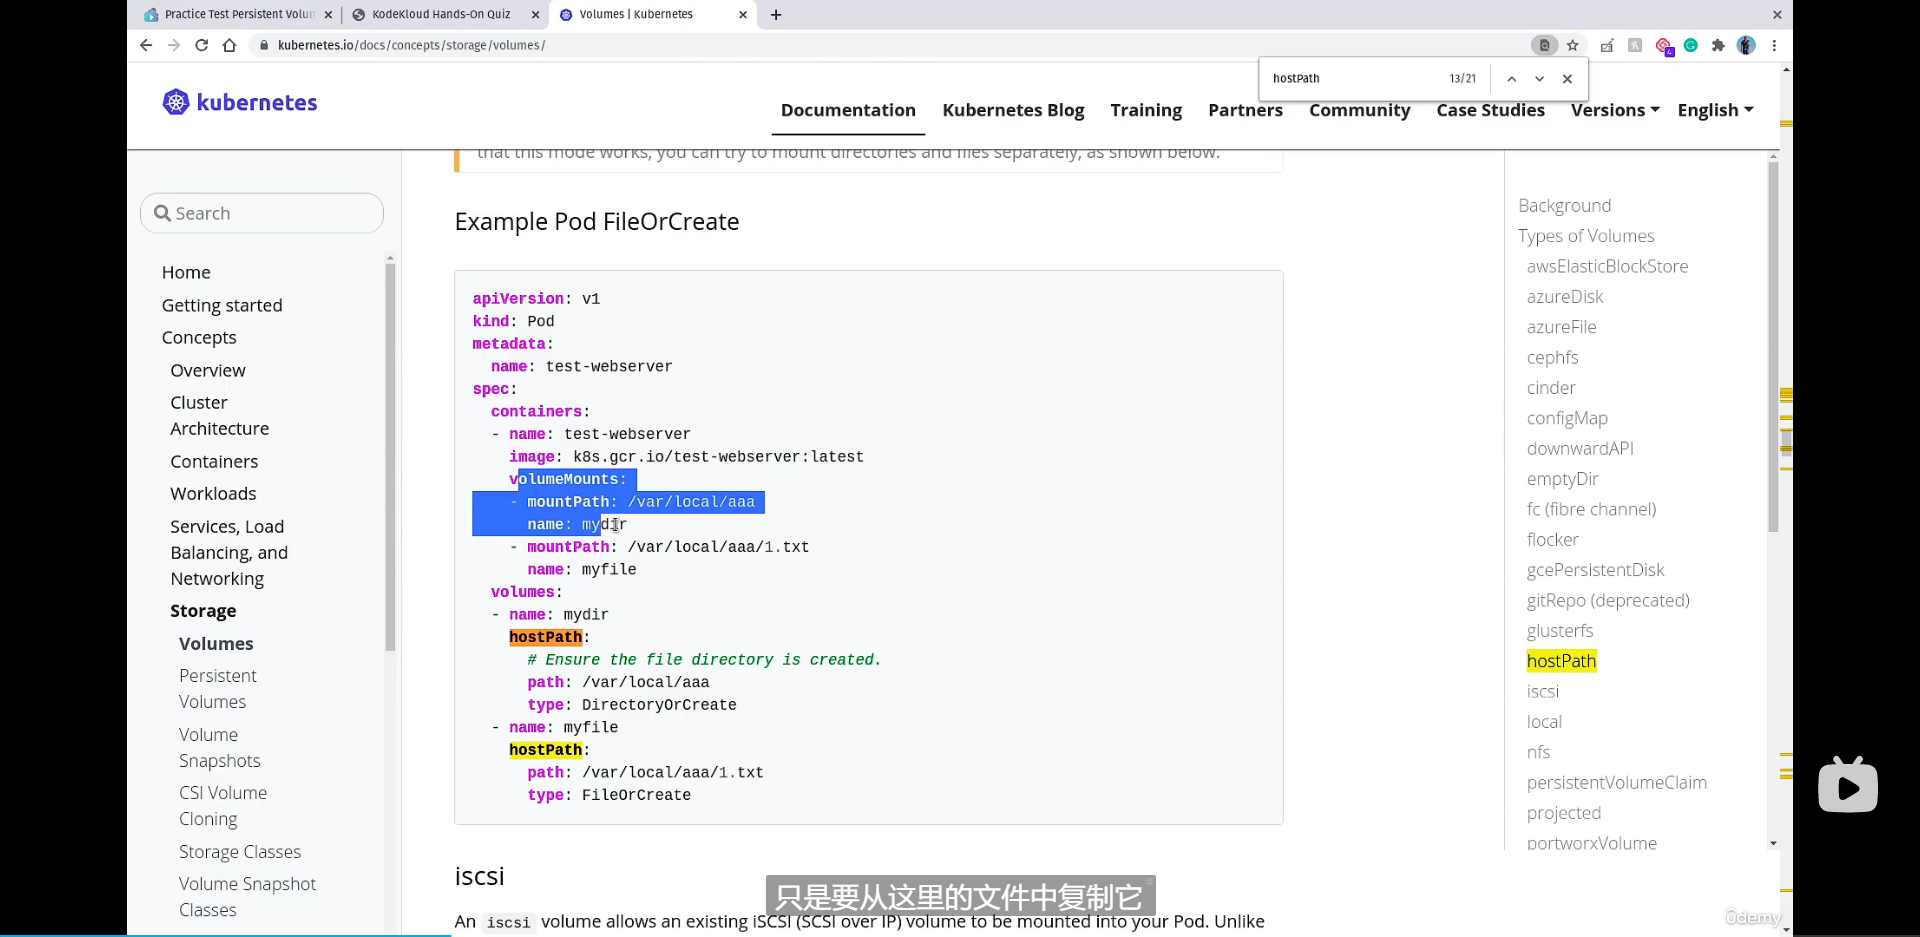 Practice Test Persistent Volun
KodeKloud Hands-On Quiz
Volumes | Kubernetes
kubernetes.io/docs/concepts/storage/volumes/
4
hostPath
13/21
kubernetes
Documentation
Kubernetes Blog
Training
Partners
Community
Case Studies
Versions
English
that this mode works, you can try to mount directories and files separately, as shown below.
Search
Home
Getting started
Concepts
Overview
Cluster
Architecture
Containers
Workloads
Services, Load
Balancing, and
Networking
Storage
Volumes
Persistent
Volumes
Volume
Snapshots
CSI Volume
Cloning
Storage Classes
Volume Snapshot
Classes
Example Pod FileOrCreate
apiVersion: v1
kind: Pod
metadata:
name: test-webserver
spec:
containers:
- name: test-webserver
image: k8s.gcr.io/test-webserver:latest
volumeMounts:
- mountPath: /var/local/aaa
name: mydir
- mountPath: /var/local/aaa/1.txt
name: myfile
volumes:
- name: mydir
hostPath:
# Ensure the file directory is created.
path: /var/local/aaa
type: DirectoryOrCreate
- name: myfile
hostPath:
path: /var/local/aaa/1.txt
type: FileOrCreate
iscsi
An iscsi volume allows an existing iSCSI (SCSI over IP) volume to be mounted into your Pod. Unlike
只是要从这里的文件中复制它
Background
Types of Volumes
awsElasticBlockStore
azureDisk
azureFile
cephfs
cinder
configMap
downwardAPI
emptyDir
fc (fibre channel)
flocker
gcePersistentDisk
gitRepo (deprecated)
glusterfs
hostPath
iscsi
local
nfs
persistentVolumeClaim
projected
portworxVolume
ûdemy